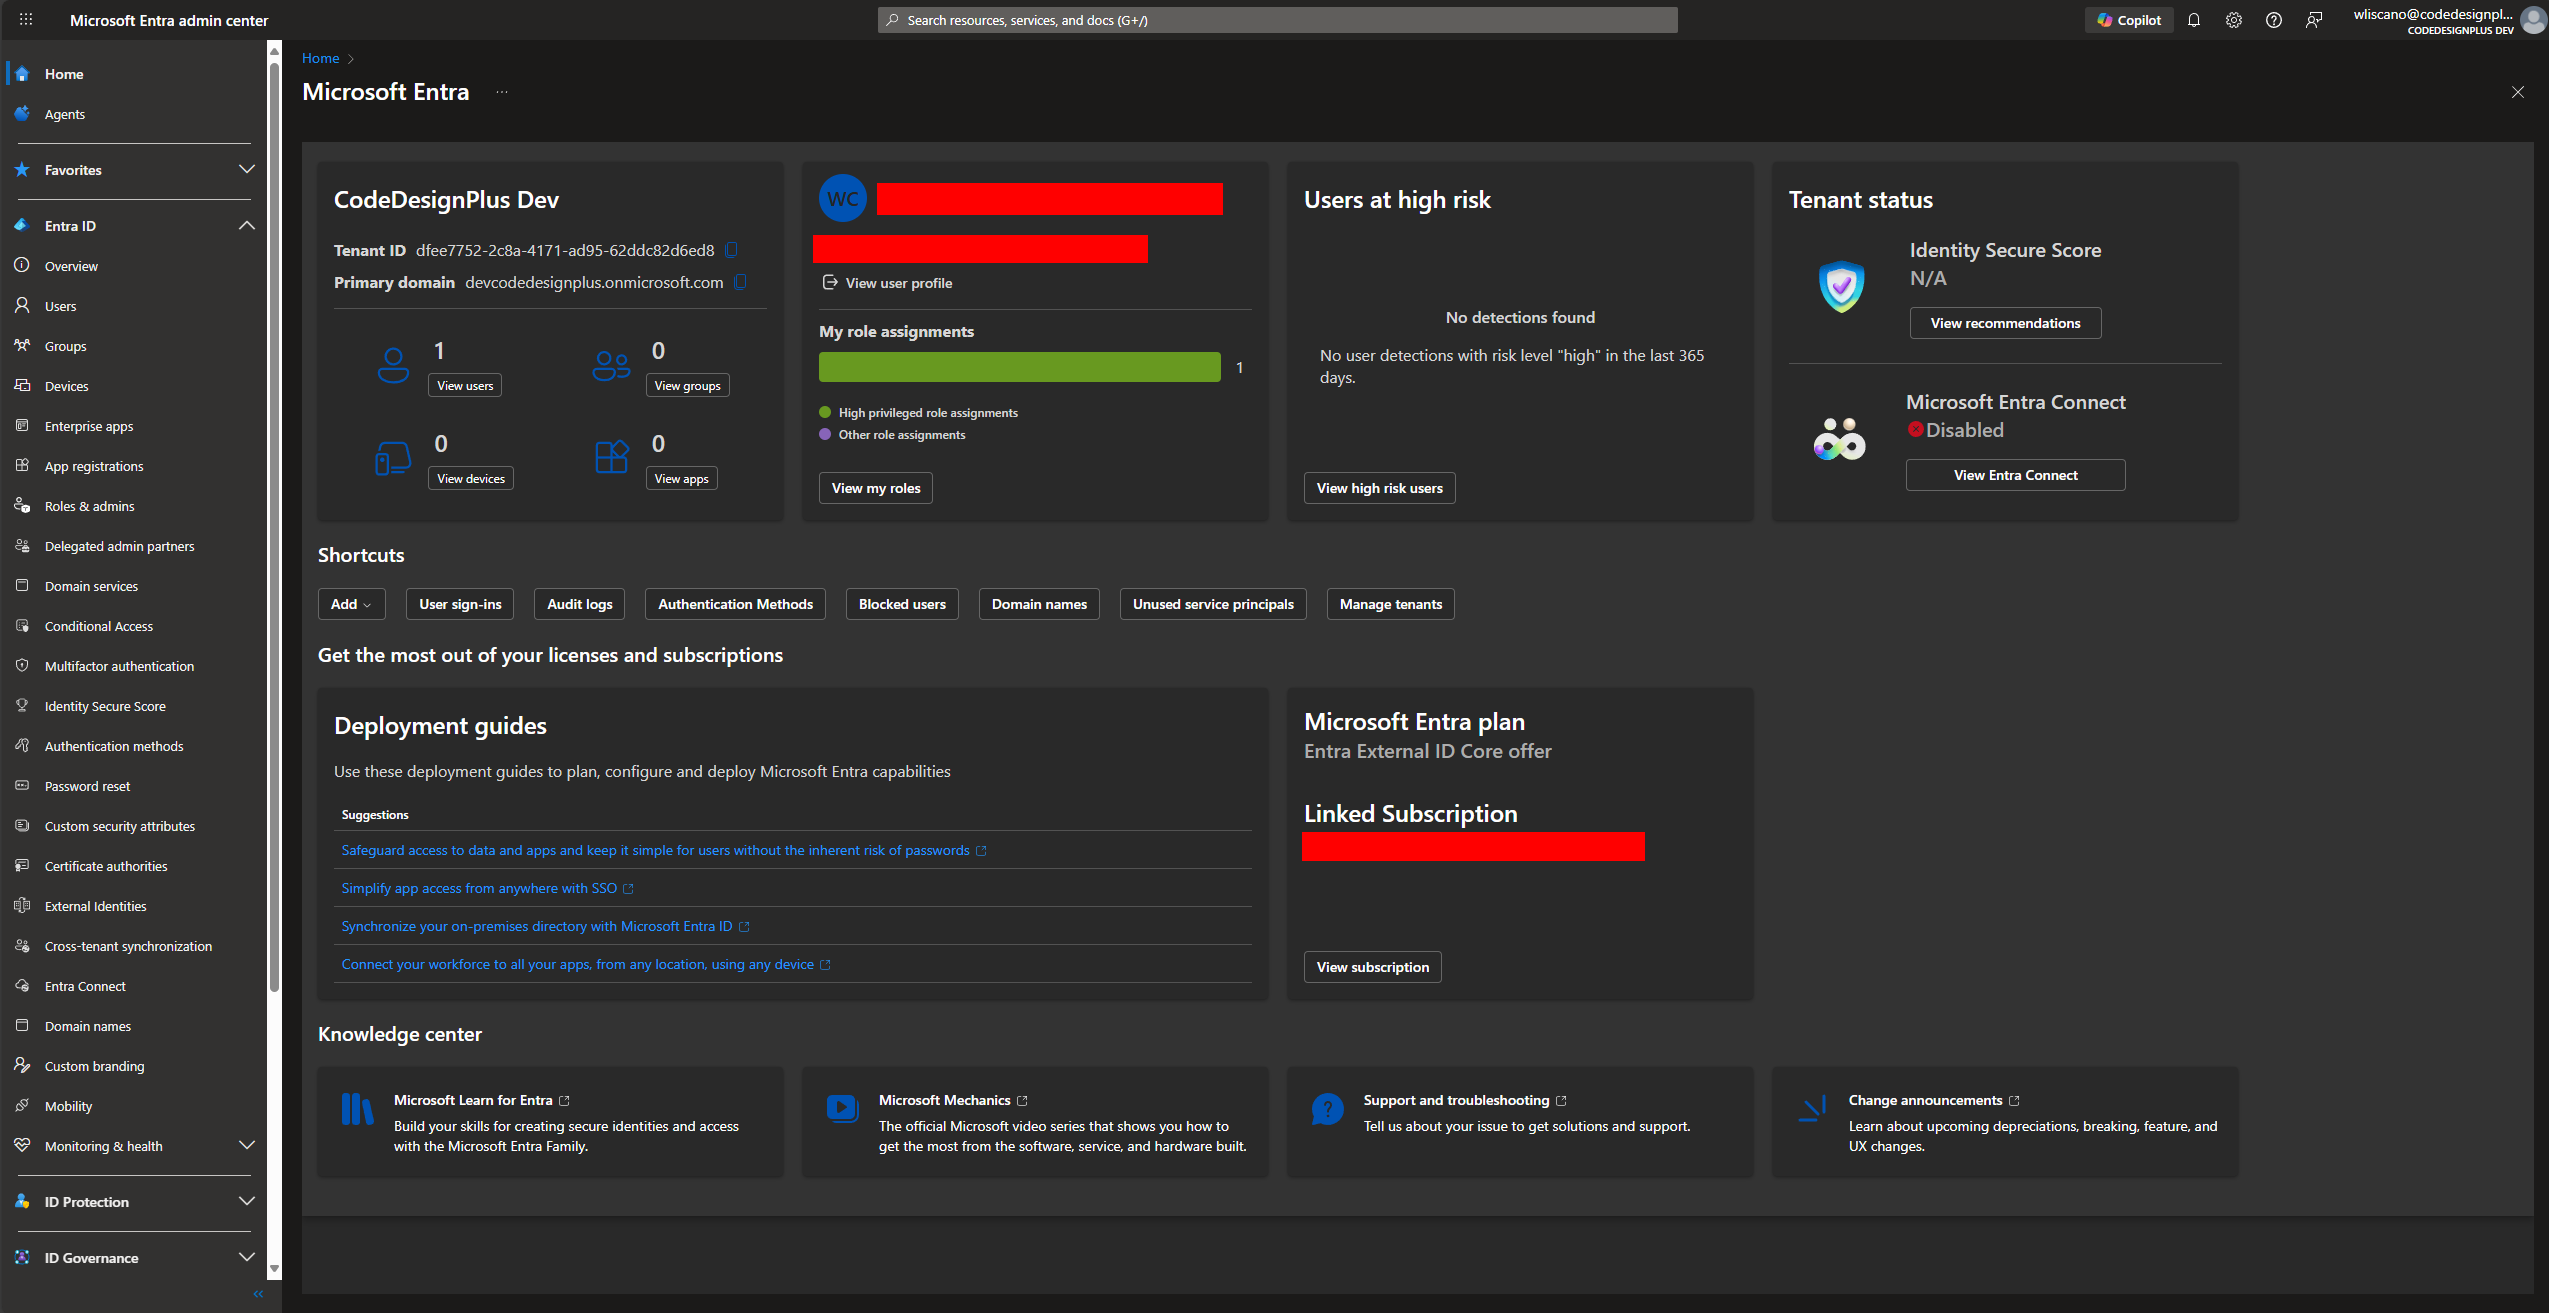 Microsoft Entra admin center
Search resources, services, and docs (G+/)
Copilot
wliscano@codedesignpl...
CODEDESIGNPLUS DEV
Home
Agents
Favorites
Entra ID
Overview
Users
Groups
Devices
Enterprise apps
App registrations
Roles & admins
Delegated admin partners
Domain services
Conditional Access
Multifactor authentication
Identity Secure Score
Authentication methods
Password reset
Custom security attributes
Certificate authorities
External Identities
Cross-tenant synchronization
Entra Connect
Domain names
Custom branding
Mobility
Monitoring & health
ID Protection
ID Governance
Home
Microsoft Entra ...
CodeDesignPlus Dev
Tenant ID dfee7752-2c8a-4171-ad95-62ddc82d6ed8
Primary domain devcodedesignplus.onmicrosoft.com
1
View users
0
View groups
0
View devices
0
View apps
WC
View user profile
My role assignments
1
High privileged role assignments
Other role assignments
View my roles
Users at high risk
No detections found
No user detections with risk level "high" in the last 365
days.
View high risk users
Tenant status
Identity Secure Score
N/A
View recommendations
Microsoft Entra Connect
Disabled
View Entra Connect
Shortcuts
Add
User sign-ins
Audit logs
Authentication Methods
Blocked users
Domain names
Unused service principals
Manage tenants
Get the most out of your licenses and subscriptions
Deployment guides
Use these deployment guides to plan, configure and deploy Microsoft Entra capabilities
Suggestions
Safeguard access to data and apps and keep it simple for users without the inherent risk of passwords
Simplify app access from anywhere with SSO
Synchronize your on-premises directory with Microsoft Entra ID
Connect your workforce to all your apps, from any location, using any device
Microsoft Entra plan
Entra External ID Core offer
Linked Subscription
View subscription
Knowledge center
Microsoft Learn for Entra
Build your skills for creating secure identities and access
with the Microsoft Entra Family.
Microsoft Mechanics
The official Microsoft video series that shows you how to
get the most from the software, service, and hardware built.
Support and troubleshooting
Tell us about your issue to get solutions and support.
Change announcements
Learn about upcoming depreciations, breaking, feature, and
UX changes.